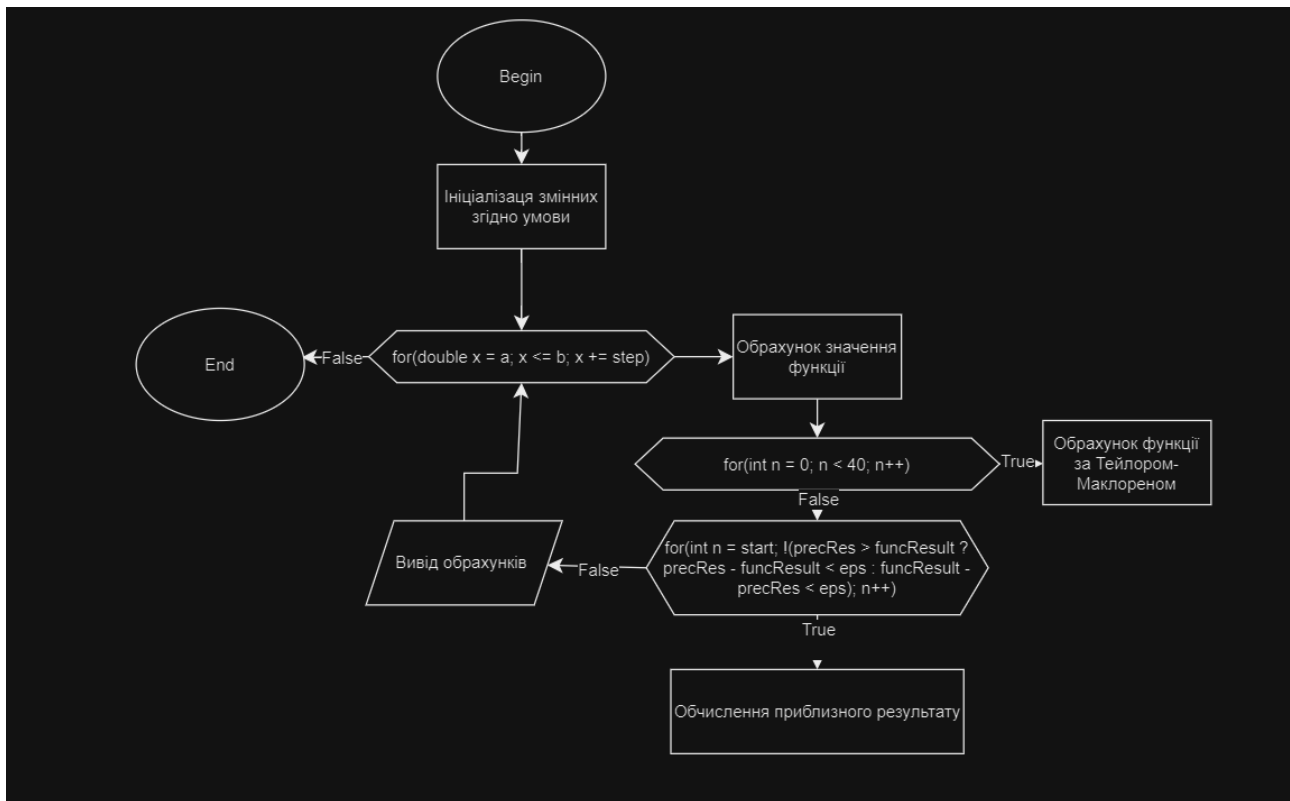 Begin
Ініціалізаця змінних
згідно умови
End
False
for(double x = a; x <= b; x += step)
Обрахунок значення
функції
for(int n = 0; n < 40; n++)
True
Обрахунок функції
за Тейлором-
Маклореном
False
for(int n = start; !(precRes > funcResult ?
precRes - funcResult < eps : funcResult -
precRes < eps); n++)
False
Вивід обрахунків
True
Обчислення приблизного результату